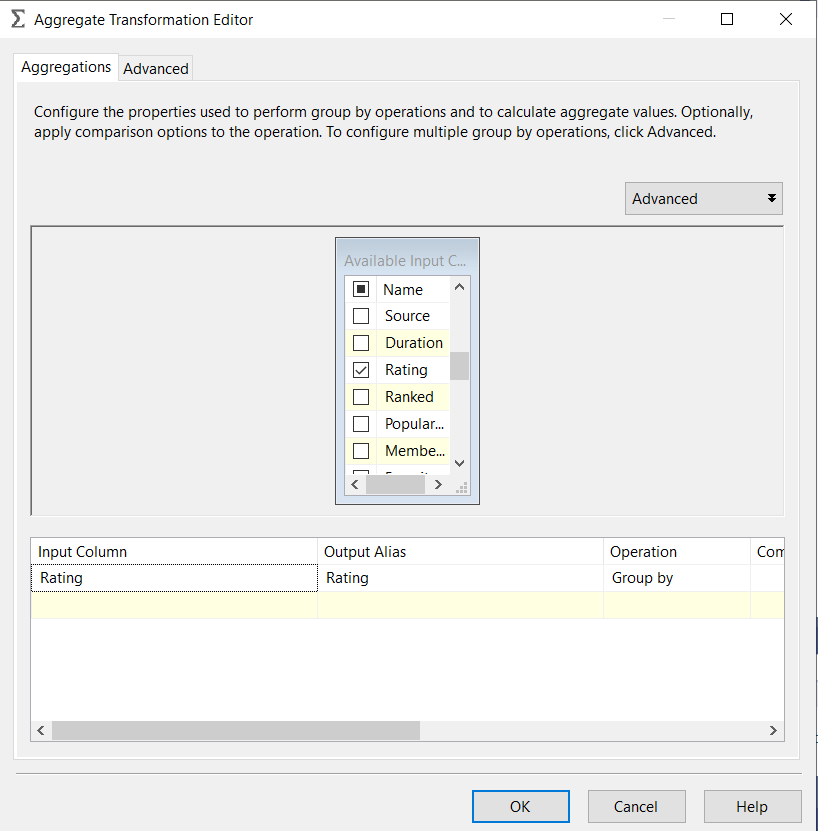 Aggregate Transformation Editor
Aggregations
Advanced
Configure the properties used to perform group by operations and to calculate aggregate values. Optionally,
apply comparison options to the operation. To configure multiple group by operations, click Advanced.
Advanced
Available Input C...
Name
Source
Duration
Rating
Ranked
Popular...
Membe...
Input Column Output Alias Operation Com
Rating Rating Group by
OK Cancel Help